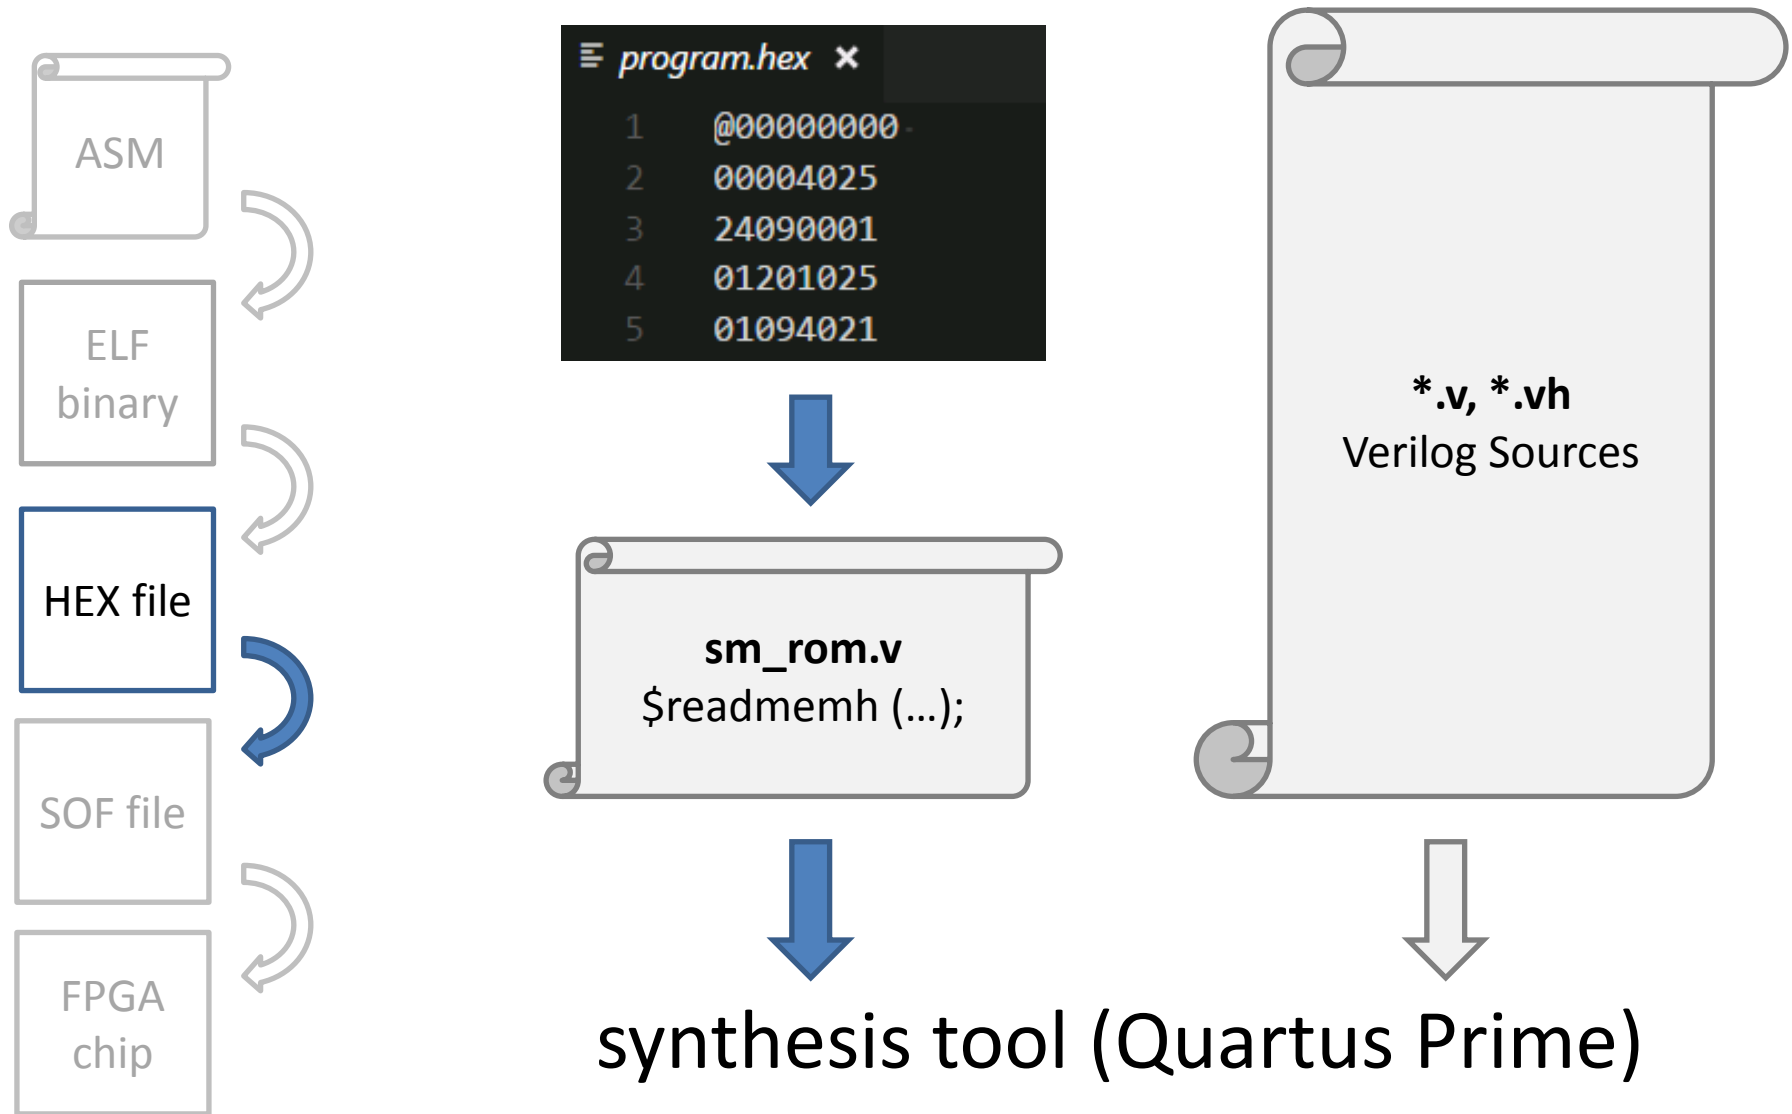 ASM
ELF
binary
HEX file
SOF file
FPGA
chip
program.hex
1 @00000000
2 00004025
3 24090001
4 01201025
5 01094021
sm_rom.v
$readmemh (…);
*.v, *.vh
Verilog Sources
synthesis tool (Quartus Prime)